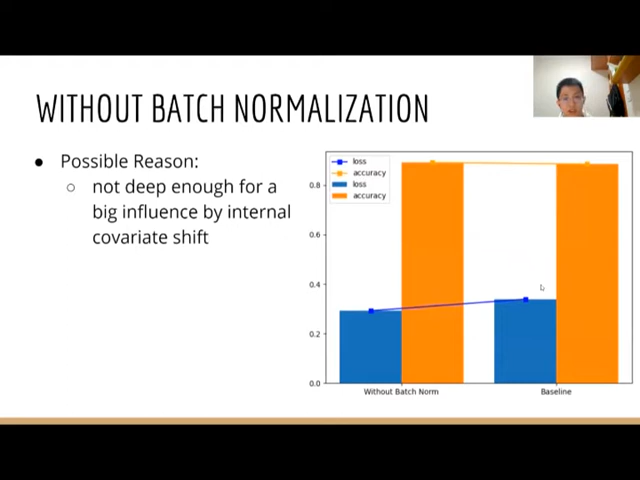 WITHOUT BATCH NORMALIZATION
● Possible Reason:
○ not deep enough for a
big influence by internal
covariate shift
loss
accuracy
loss
accuracy
0.8
0.6
0.4
0.2
0.0
Without Batch Norm
Baseline